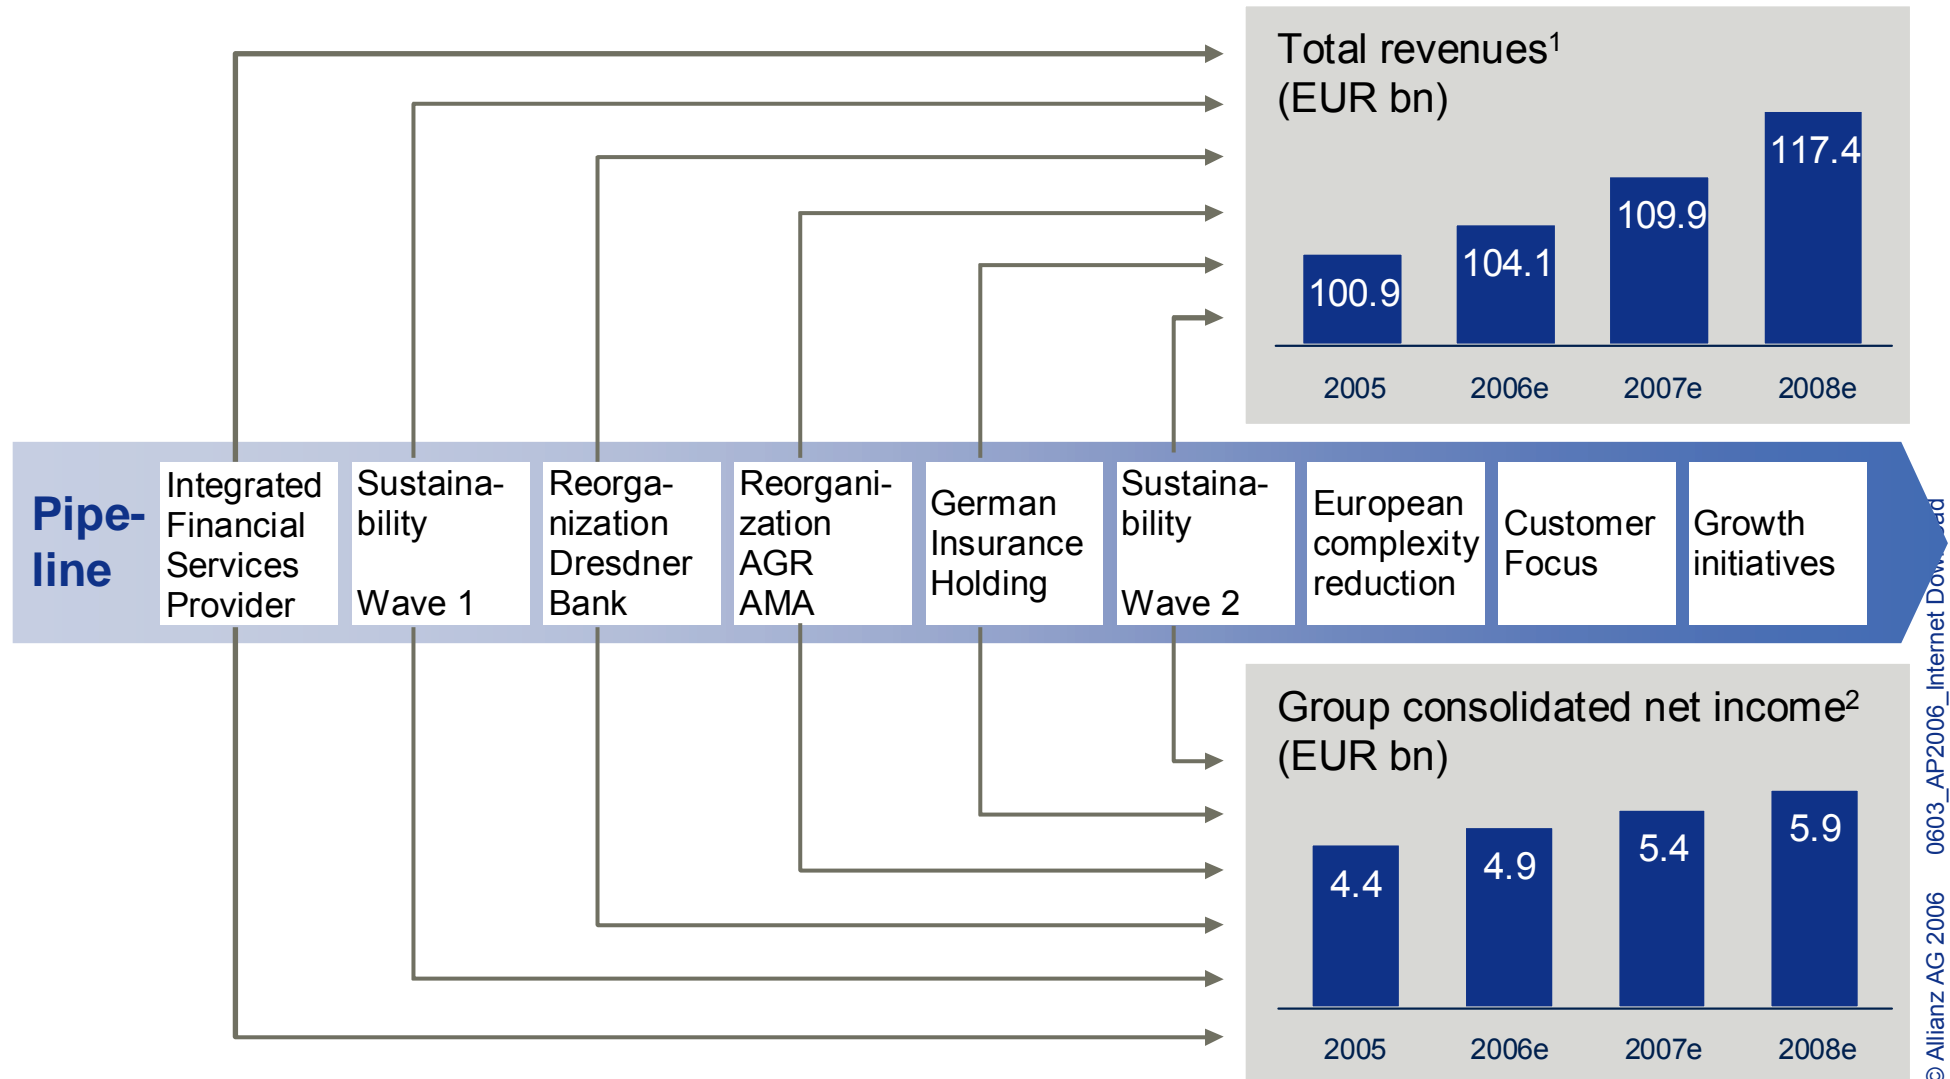 Total revenues¹
(EUR bn)
100.9
104.1
109.9
117.4
2005
2006e
2007e
2008e
Pipe-
line
Integrated
Financial
Services
Provider
Sustaina-
bility
Wave 1
Reorga-
nization
Dresdner
Bank
Reorgani-
zation
AGR
AMA
German
Insurance
Holding
Sustaina-
bility
Wave 2
European
complexity
reduction
Customer
Focus
Growth
initiatives
Group consolidated net income²
(EUR bn)
4.4
4.9
5.4
5.9
2005
2006e
2007e
2008e
© Allianz AG 2006 0603_AP2006_Internet